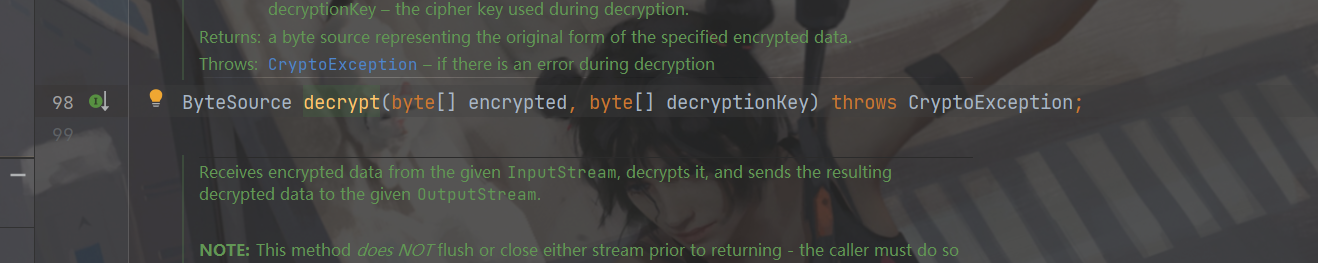 decryptionKey – the cipher key used during decryption.
Returns: a byte source representing the original form of the specified encrypted data.
Throws: CryptoException – if there is an error during decryption
98 ByteSource decrypt(byte[] encrypted, byte[] decryptionKey) throws CryptoException;
99
Receives encrypted data from the given InputStream, decrypts it, and sends the resulting
decrypted data to the given OutputStream.
NOTE: This method does NOT flush or close either stream prior to returning - the caller must do so